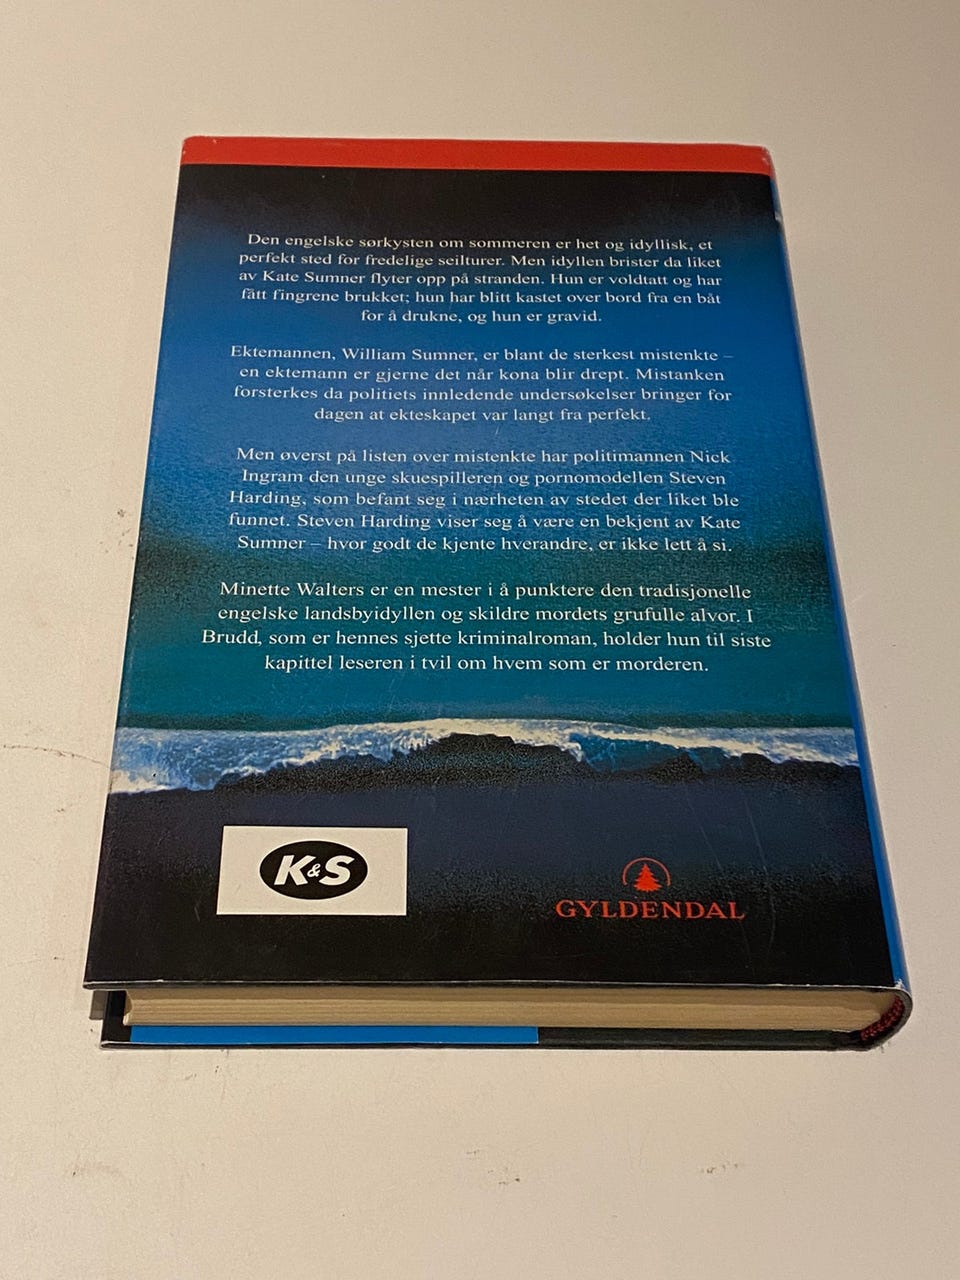 Den engelske sørkysten om sommeren er het og idyllisk, et
perfekt sted for fredelige seilturer. Men idyllen brister da liket
av Kate Sumner flyter opp på stranden. Hun er voldtatt og har
fått fingrene brukket; hun har blitt kastet over bord fra en båt
for å drukne, og hun er gravid.
Ektemannen, William Sumner, er blant de sterkest mistenkte –
en ektemann er gjerne det når kona blir drept. Mistanken
forsterkes da politiets innledende undersøkelser bringer for
dagen at ekteskapet var langt fra perfekt.
Men øverst på listen over mistenkte har politimannen Nick
Ingram den unge skuespilleren og pornomodellen Steven
Harding, som befant seg i nærheten av stedet der liket ble
funnet. Steven Harding viser seg å være en bekjent av Kate
Sumner – hvor godt de kjente hverandre, er ikke lett å si.
Minette Walters er en mester i å punktere den tradisjonelle
engelske landsbyidyllen og skildre mordets grufulle alvor. I
Brudd, som er hennes sjette kriminalroman, holder hun til siste
kapittel leseren i tvil om hvem som er morderen.
K&S
GYLDENDAL